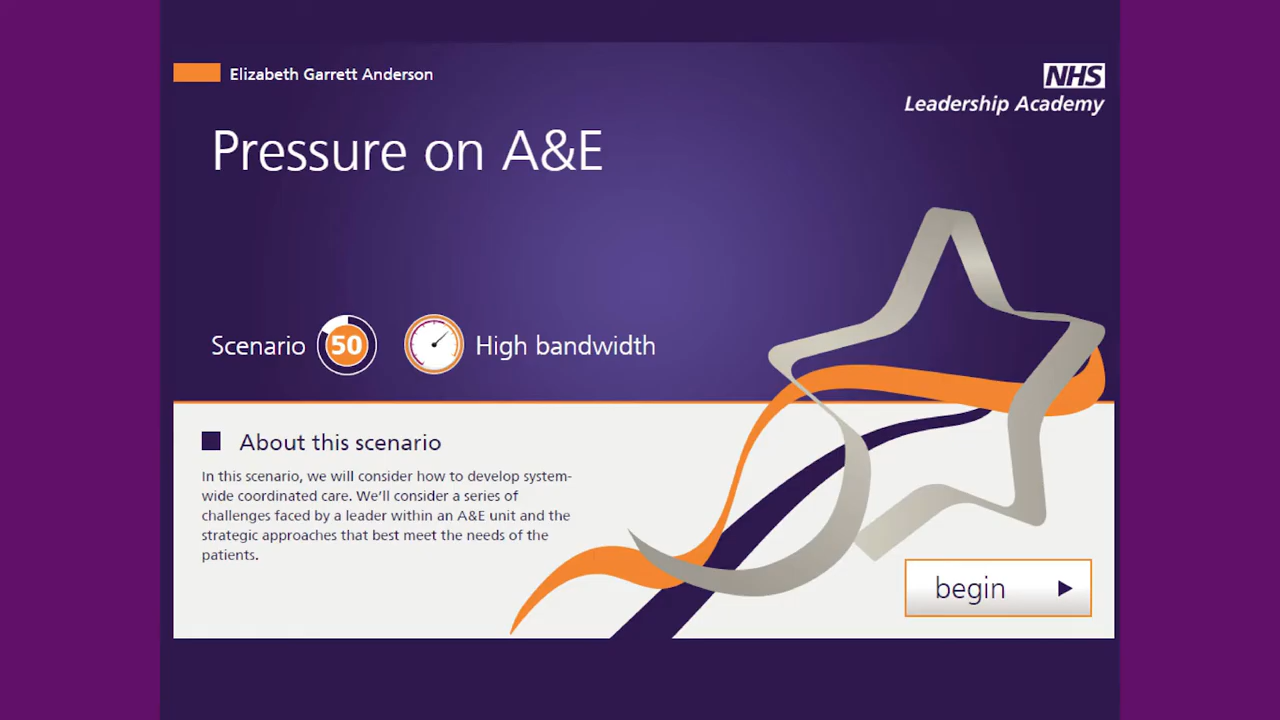 Elizabeth Garrett Anderson
NHS
Leadership Academy
Pressure on A&E
Scenario 50 High bandwidth
About this scenario
In this scenario, we will consider how to develop system-
wide coordinated care. We'll consider a series of
challenges faced by a leader within an A&E unit and the
strategic approaches that best meet the needs of the
patients.
begin